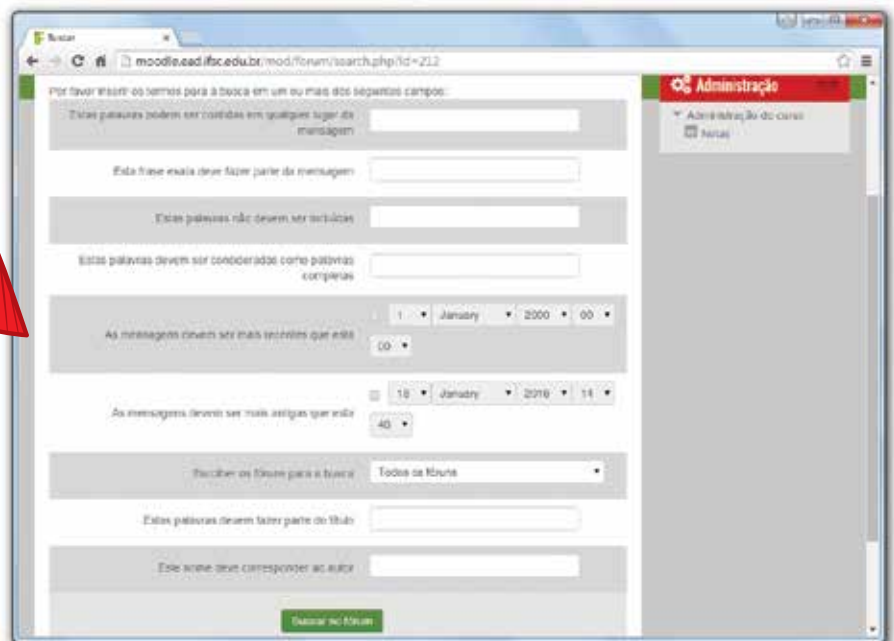 Buscar
moodle.ead.ifsc.edu.br/mod/forum/search.php?id=212
Por favor inserir os termos para a busca em um ou mais dos seguintes campos:
Estas palavras podem ser contidas em qualquer lugar da
mensagem
Esta frase exata deve fazer parte da mensagem
Estas palavras não devem ser incluídas
Estas palavras devem ser consideradas como palavras
completas
As mensagens devem ser mais recentes que esta
1 January 2000 00
00
As mensagens devem ser mais antigas que esta
18 January 2016 14
40
Escolher os fóruns para a busca
Todos os fóruns
Estas palavras devem fazer parte do título
Este nome deve corresponder ao autor
Buscar no fórum
Administração
Administração do curso
Notas